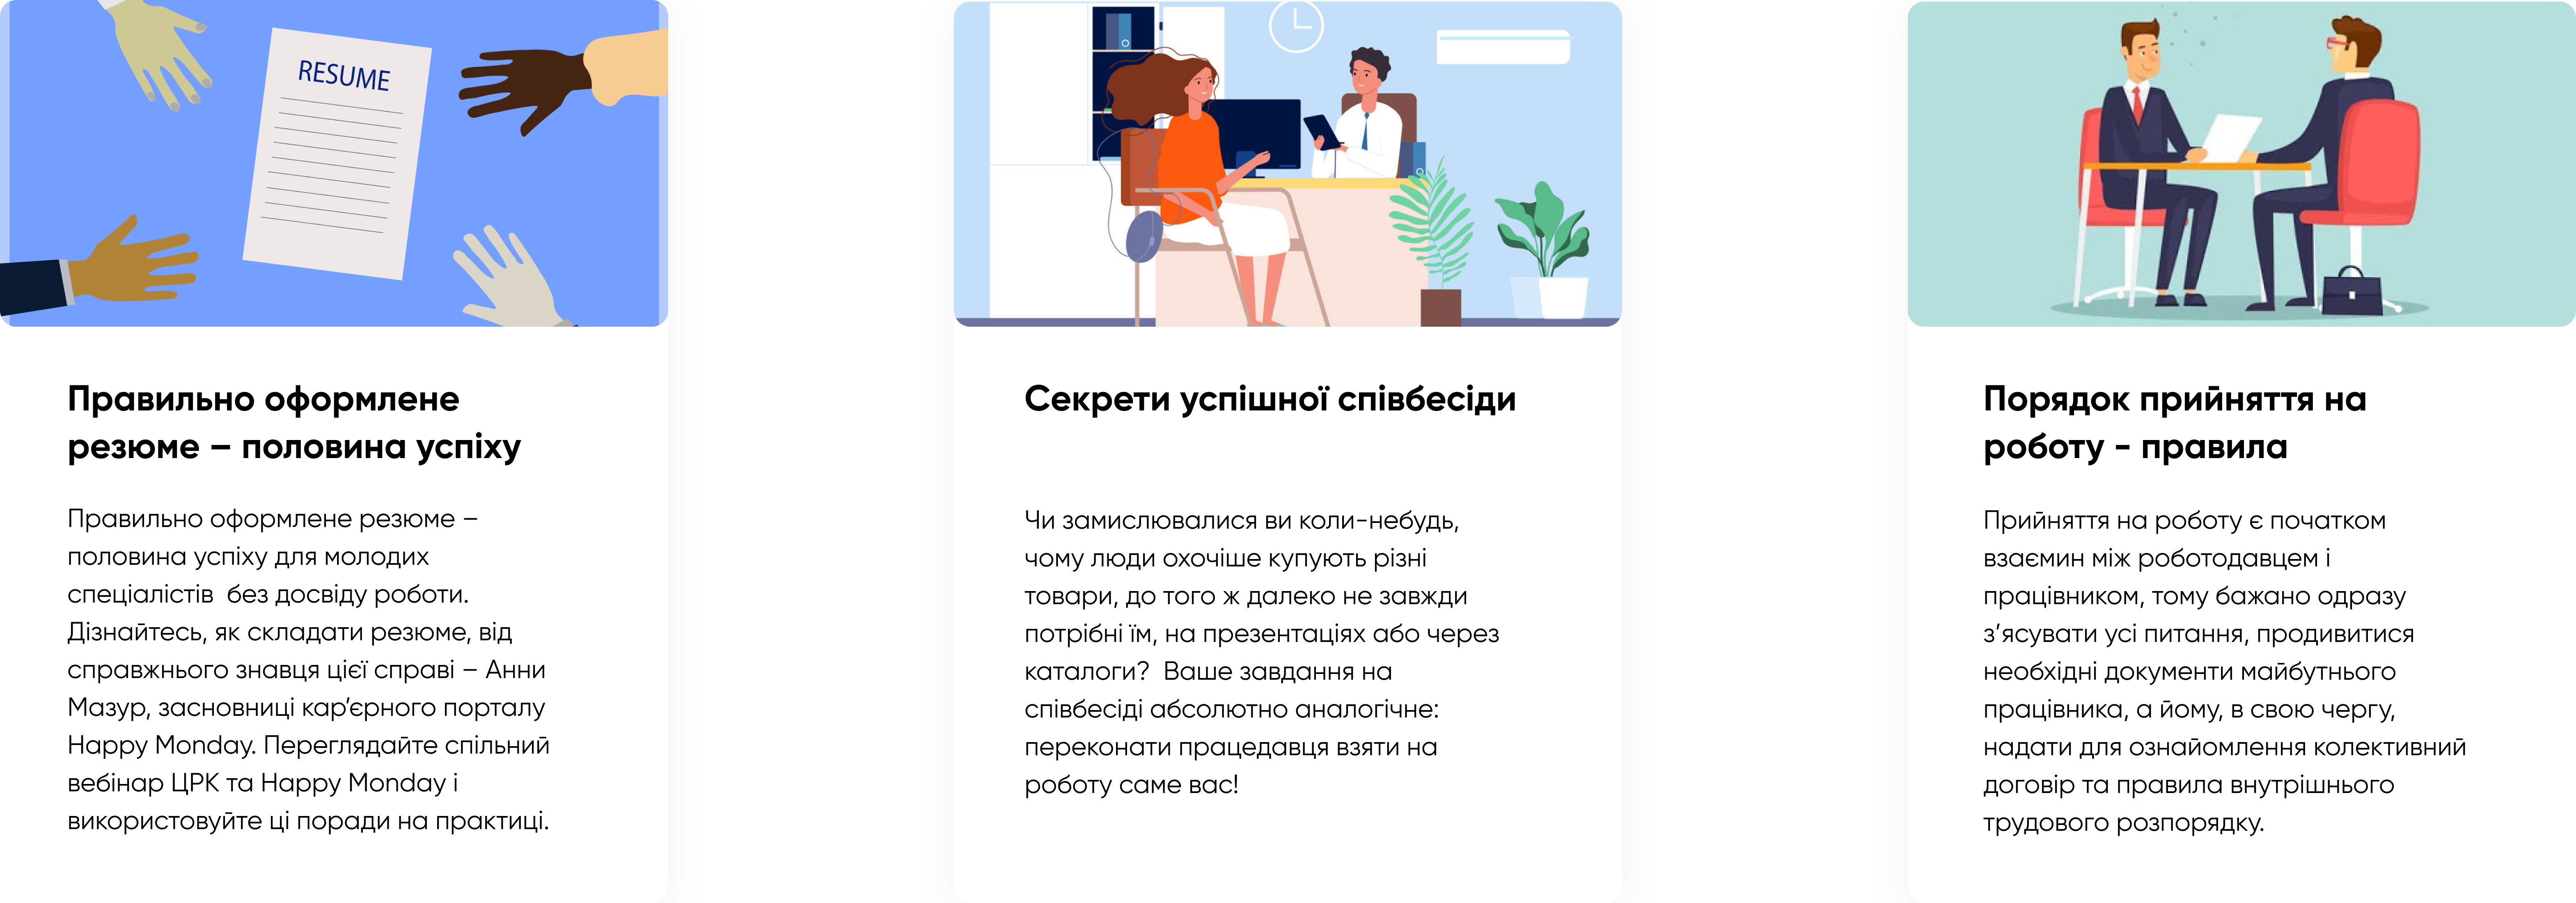 RESUME
Правильно оформлене
резюме – половина успіху
Правильно оформлене резюме –
половина успіху для молодих
спеціалістів  без досвіду роботи.
Дізнайтесь, як складати резюме, від
справжнього знавця цієї справі – Анни
Мазур, засновниці кар’єрного порталу
Happy Monday. Переглядайте спільний
вебінар ЦРК та Happy Monday і
використовуйте ці поради на практиці.
Секрети успішної співбесіди
Чи замислювалися ви коли-небудь,
чому люди охочіше купують різні
товари, до того ж далеко не завжди
потрібні їм, на презентаціях або через
каталоги?  Ваше завдання на
співбесіді абсолютно аналогічне:
переконати працедавця взяти на
роботу саме вас!
Порядок прийняття на
роботу - правила
Прийняття на роботу є початком
взаємин між роботодавцем і
працівником, тому бажано одразу
з’ясувати усі питання, продивитися
необхідні документи майбутнього
працівника, а йому, в свою чергу,
надати для ознайомлення колективний
договір та правила внутрішнього
трудового розпорядку.